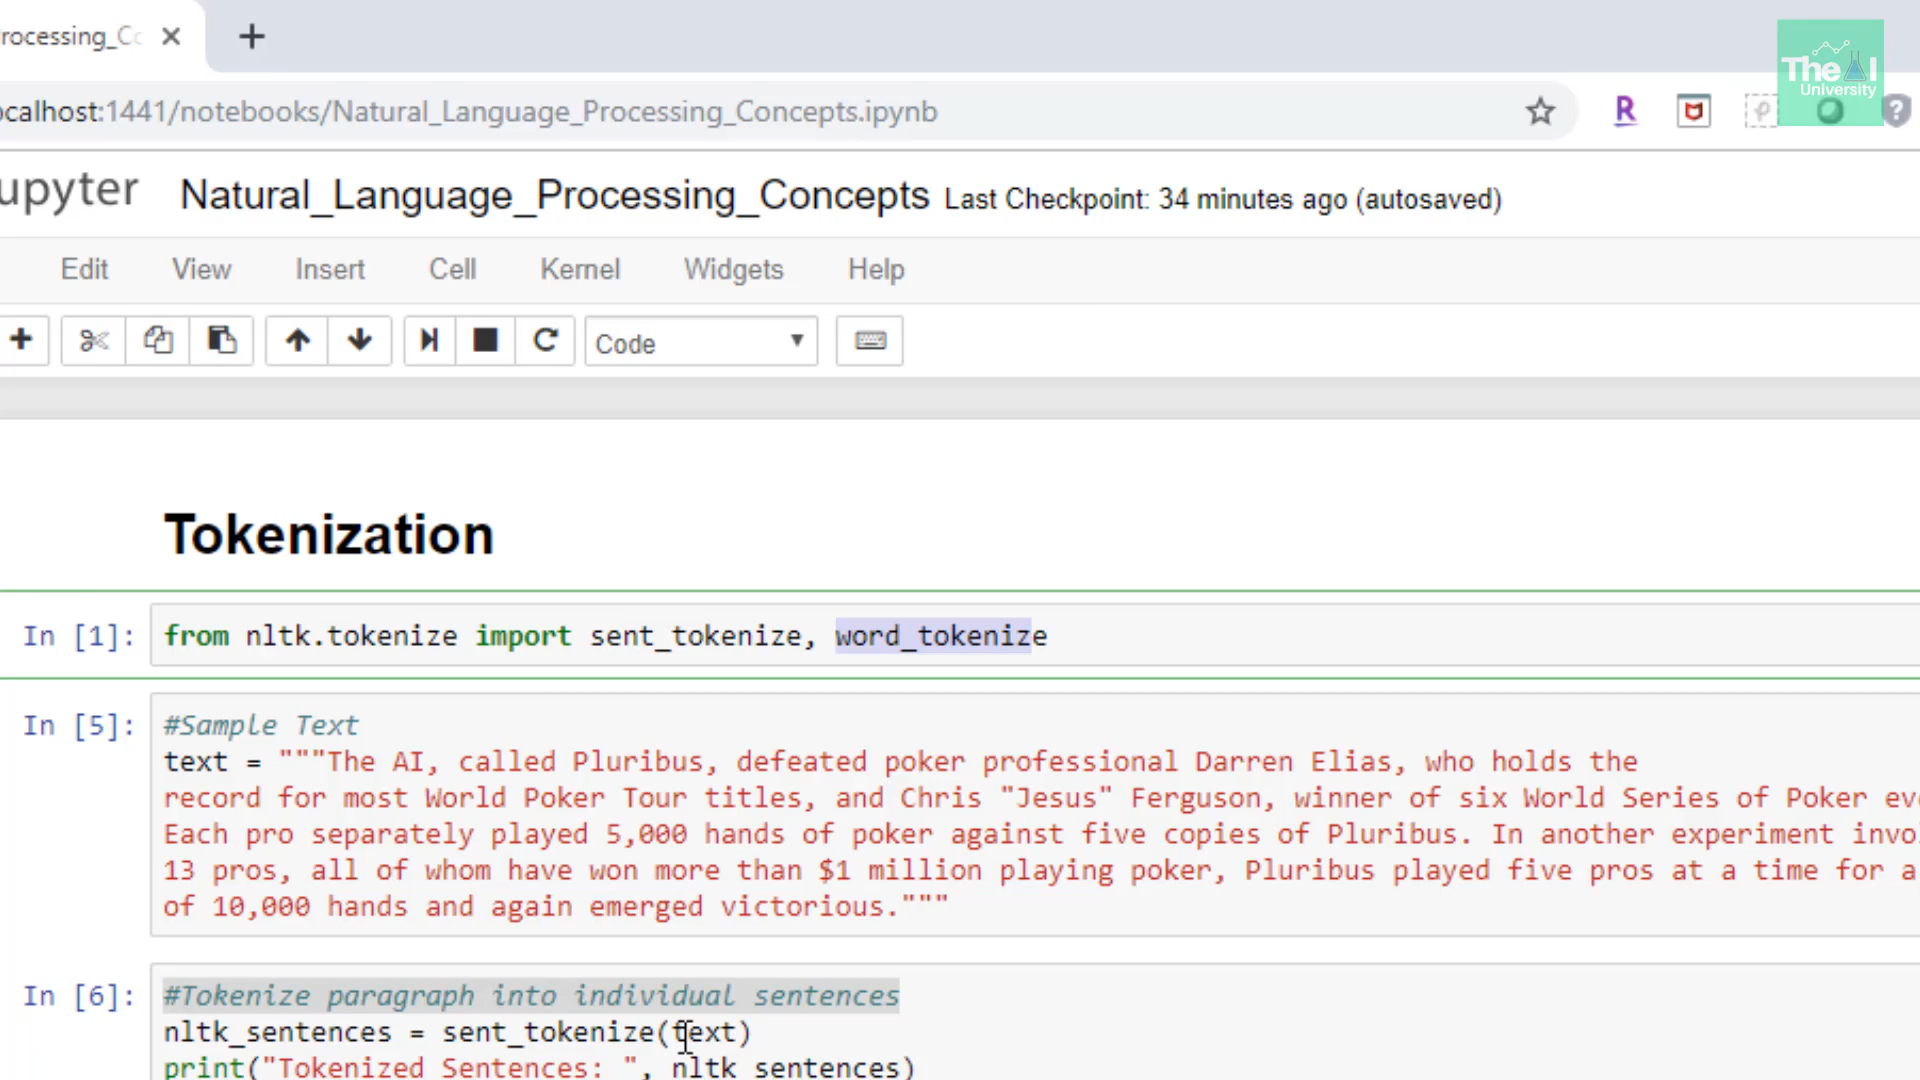 rocessing_Co
The AI
University
ocalhost:1441/notebooks/Natural_Language_Processing_Concepts.ipynb
R
upyter Natural_Language_Processing_Concepts Last Checkpoint: 34 minutes ago (autosaved)
Edit View Insert Cell Kernel Widgets Help
Code
Tokenization
In [1]: from nltk.tokenize import sent_tokenize, word_tokenize
In [5]: #Sample Text
text = """The AI, called Pluribus, defeated poker professional Darren Elias, who holds the
record for most World Poker Tour titles, and Chris "Jesus" Ferguson, winner of six World Series of Poker eve
Each pro separately played 5,000 hands of poker against five copies of Pluribus. In another experiment invol
13 pros, all of whom have won more than $1 million playing poker, Pluribus played five pros at a time for a
of 10,000 hands and again emerged victorious."""
In [6]: #Tokenize paragraph into individual sentences
nltk_sentences = sent_tokenize(text)
print("Tokenized Sentences: ", nltk_sentences)